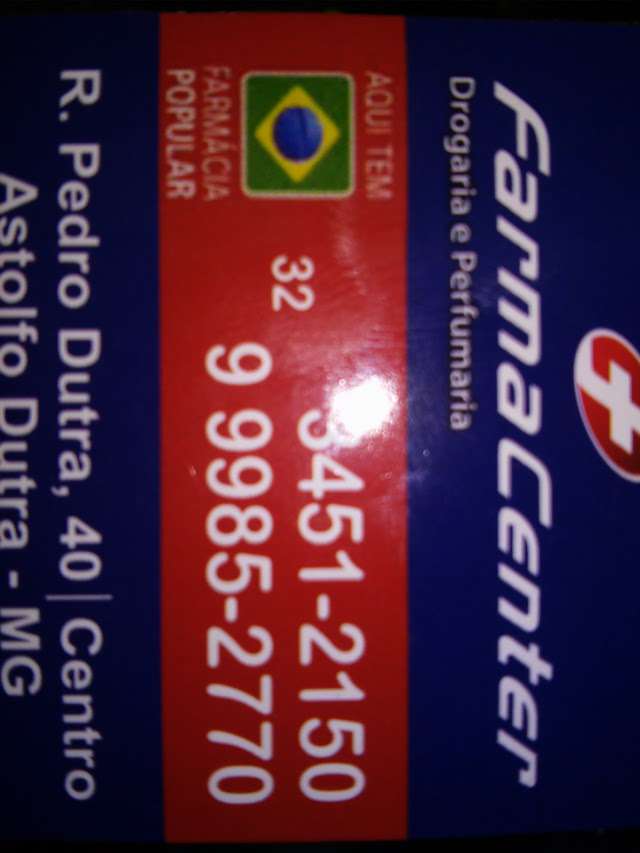 FarmaCenter
Drogaria e Perfumaria
AQUI TEM
FARMÁCIA
POPULAR
32
3451-2150
9 9985-2770
R. Pedro Dutra, 40 | Centro
Astolfo Dutra - MG